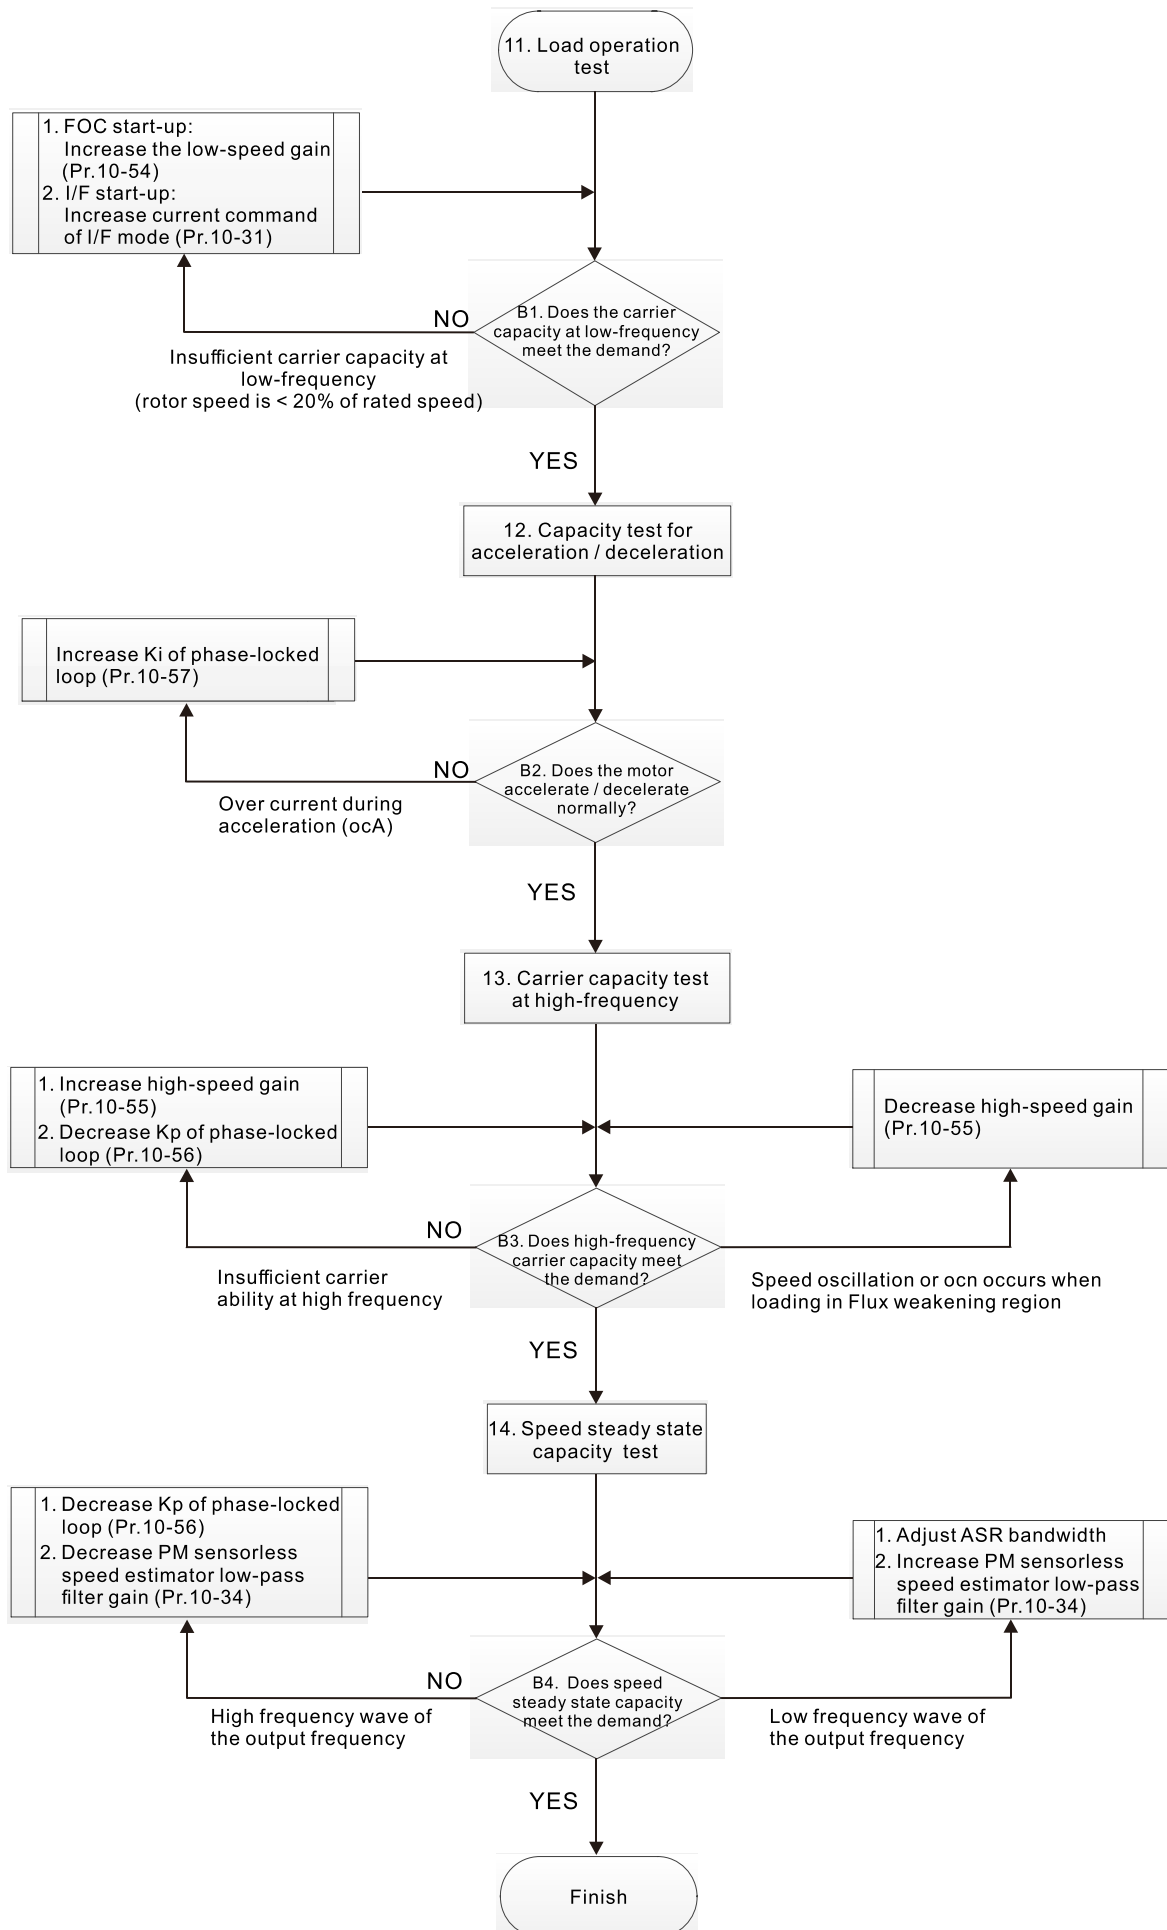 11. Load operation
test
1. FOC start-up:
Increase the low-speed gain
(Pr.10-54)
2. I/F start-up:
Increase current command
of I/F mode (Pr.10-31)
NO
B1. Does the carrier
capacity at low-frequency
meet the demand?
Insufficient carrier capacity at
low-frequency
(rotor speed is < 20% of rated speed)
YES
12. Capacity test for
acceleration / deceleration
Increase Ki of phase-locked
loop (Pr.10-57)
NO
B2. Does the motor
accelerate / decelerate
normally?
Over current during
acceleration (ocA)
YES
13. Carrier capacity test
at high-frequency
1. Increase high-speed gain
(Pr.10-55)
2. Decrease Kp of phase-locked
loop (Pr.10-56)
Decrease high-speed gain
(Pr.10-55)
NO
B3. Does high-frequency
carrier capacity meet
the demand?
Insufficient carrier
ability at high frequency
Speed oscillation or ocn occurs when
loading in Flux weakening region
YES
14. Speed steady state
capacity test
1. Decrease Kp of phase-locked
loop (Pr.10-56)
2. Decrease PM sensorless
speed estimator low-pass
filter gain (Pr.10-34)
1. Adjust ASR bandwidth
2. Increase PM sensorless
speed estimator low-pass
filter gain (Pr.10-34)
NO
B4. Does speed
steady state capacity
meet the demand?
High frequency wave of
the output frequency
Low frequency wave of
the output frequency
YES
Finish